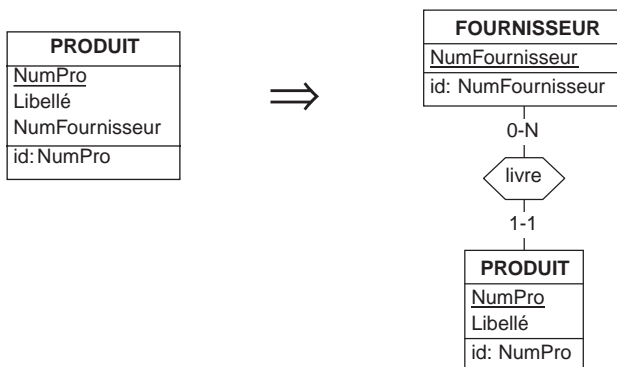 PRODUIT
NumPro
Libellé
NumFournisseur
id: NumPro
FOURNISSEUR
NumFournisseur
id: NumFournisseur
0-N
livre
1-1
PRODUIT
NumPro
Libellé
id: NumPro